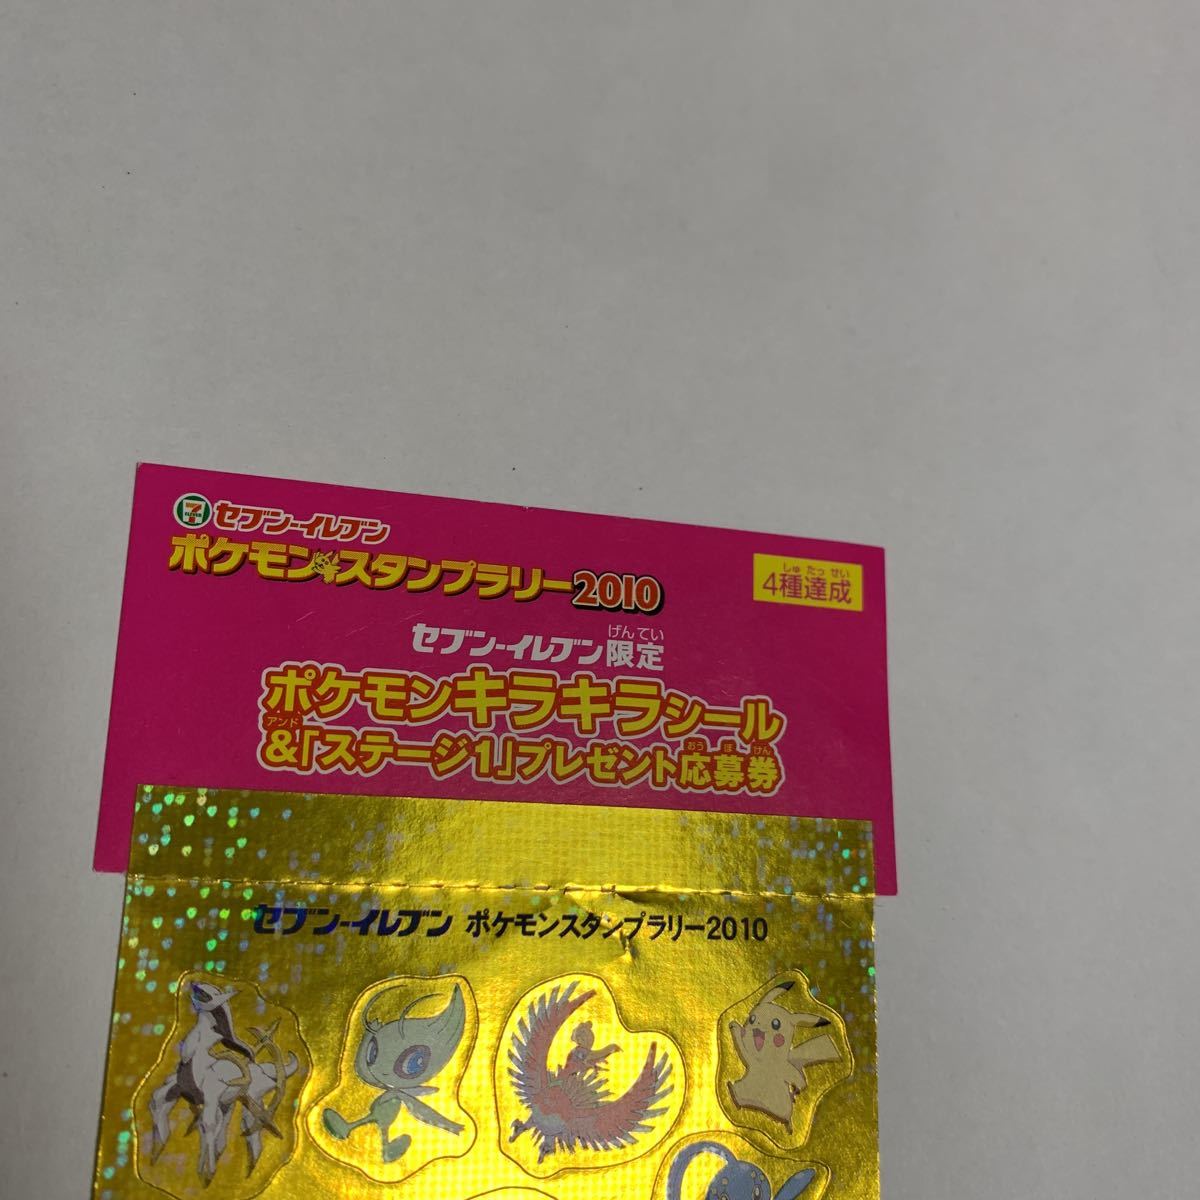 7
ELEVEN
セブン-イレブン
ポケモン スタンプラリー2010
しゅ たっ せい
4種達成
げんてい
セブン-イレブン限定
ポケモンキラキラシール
アンド おう ぼ けん
&「ステージ1」プレゼント応募券
セブン-イレブン ポケモンスタンプラリー2010